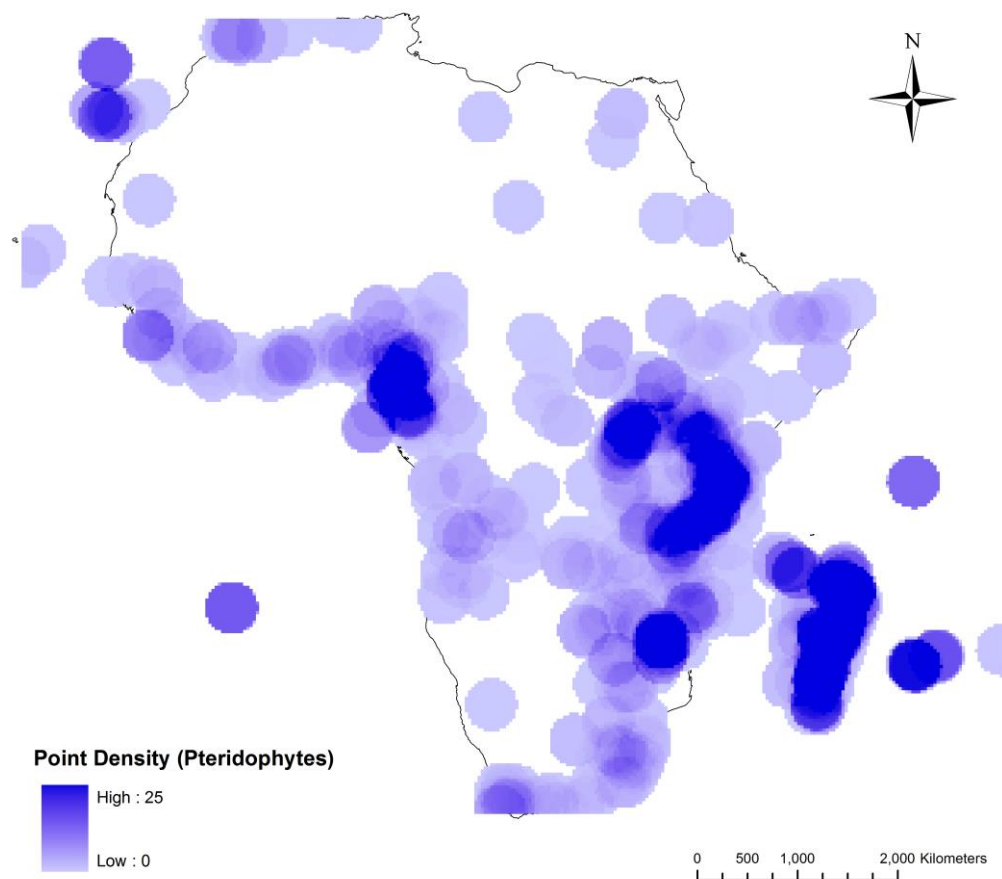 N
Point Density (Pteridophytes)
High : 25
Low : 0
0 500 1,000 2,000 Kilometers